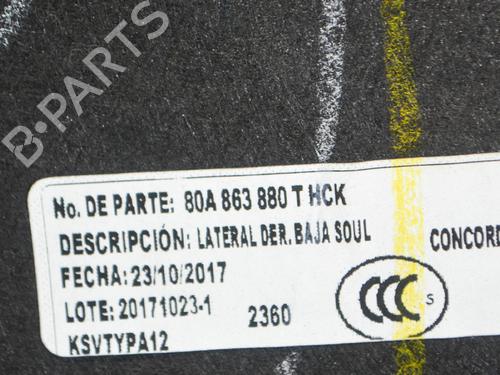 B-PARTS
No. DE PARTE: 80A 863 880 T HCK
DESCRIPCIÓN: LATERAL DER. BAJA SOUL CONCORD
FECHA: 23/10/2017
LOTE: 20171023-1 2360
KSVTYPA12
CCC S